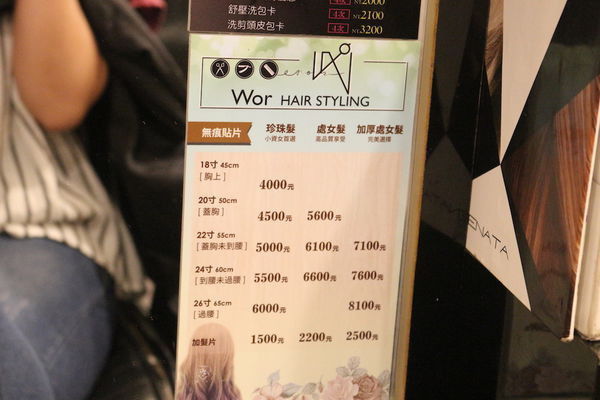 舒壓洗包卡 4次 NT2000
4次 NT2100
洗剪頭皮包卡 4次 NT3200
Wor HAIR STYLING
無痕貼片 珍珠髮 處女髮 加厚處女髮
小資女首選 高品質享受 完美選擇
18寸 45cm
[胸上] 4000元
20寸 50cm
[蓋胸] 4500元 5600元
22寸 55cm
[蓋胸未到腰] 5000元 6100元 7100元
24寸 60cm
[到腰未過腰] 5500元 6600元 7600元
26寸 65cm
[過腰] 6000元 8100元
加髮片 1500元 2200元 2500元
ENATA